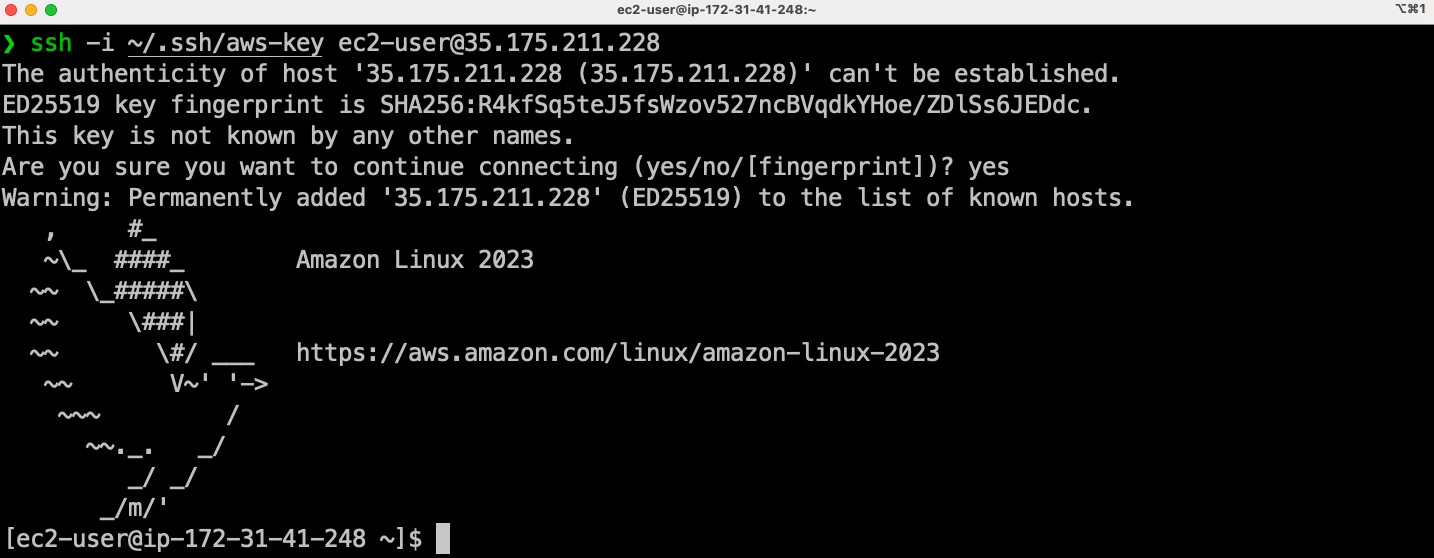 ec2-user@ip-172-31-41-248:~ ⌥⌘1
❯ ssh -i ~/.ssh/aws-key ec2-user@35.175.211.228
The authenticity of host '35.175.211.228 (35.175.211.228)' can't be established.
ED25519 key fingerprint is SHA256:R4kfSq5teJ5fsWzov527ncBVqdkYHoe/ZDlSs6JEDdc.
This key is not known by any other names.
Are you sure you want to continue connecting (yes/no/[fingerprint])? yes
Warning: Permanently added '35.175.211.228' (ED25519) to the list of known hosts.
   ,     #_
   ~\_  ####_        Amazon Linux 2023
  ~~  \_#####\
  ~~     \###|
  ~~       \#/ ___   https://aws.amazon.com/linux/amazon-linux-2023
   ~~       V~' '->
    ~~~         /
      ~~._.   _/
         _/ _/
       _/m/'
[ec2-user@ip-172-31-41-248 ~]$